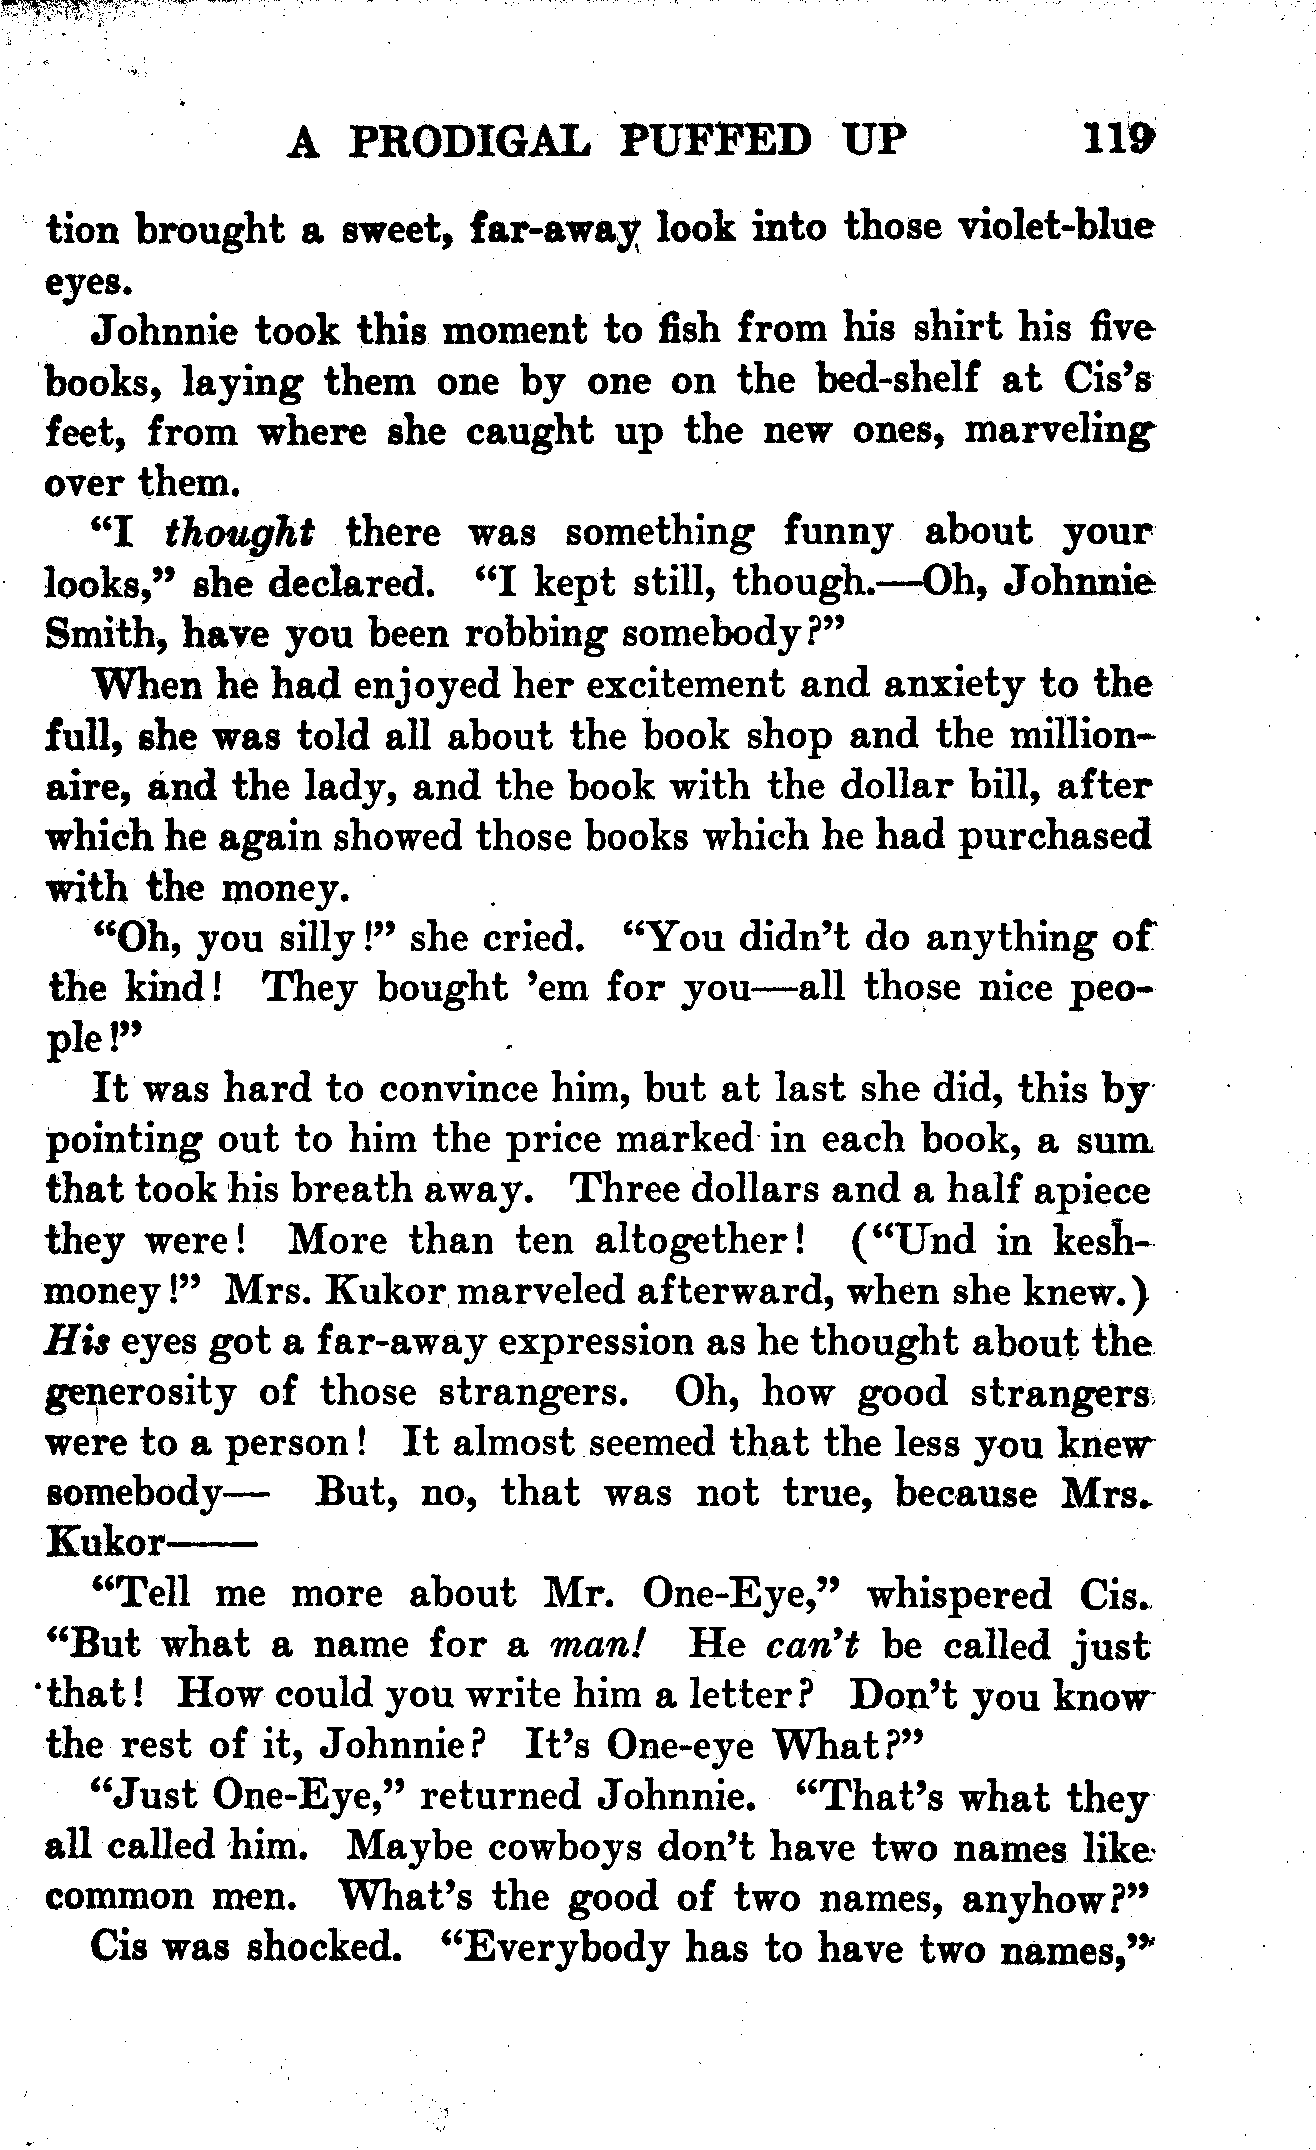 A PRODIGAL PUFFED UP 119
tion brought a sweet, far-away look into those violet-blue
eyes.
Johnnie took this moment to fish from his shirt his five
books, laying them one by one on the bed-shelf at Cis's
feet, from where she caught up the new ones, marveling
over them.
“I thought there was something funny about your
looks,” she declared. “I kept still, though.—Oh, Johnnie
Smith, have you been robbing somebody?”
When he had enjoyed her excitement and anxiety to the
full, she was told all about the book shop and the million-
aire, and the lady, and the book with the dollar bill, after
which he again showed those books which he had purchased
with the money.
“Oh, you silly!” she cried. “You didn't do anything of
the kind! They bought 'em for you—all those nice peo-
ple!”
It was hard to convince him, but at last she did, this by
pointing out to him the price marked in each book, a sum
that took his breath away. Three dollars and a half apiece
they were! More than ten altogether! (“Und in kesh-
money!” Mrs. Kukor marveled afterward, when she knew.)
His eyes got a far-away expression as he thought about the
generosity of those strangers. Oh, how good strangers
were to a person! It almost seemed that the less you knew
somebody— But, no, that was not true, because Mrs.
Kukor——
“Tell me more about Mr. One-Eye,” whispered Cis.
“But what a name for a man! He can't be called just
that! How could you write him a letter? Don't you know
the rest of it, Johnnie? It's One-eye What?”
“Just One-Eye,” returned Johnnie. “That's what they
all called him. Maybe cowboys don't have two names like
common men. What's the good of two names, anyhow?”
Cis was shocked. “Everybody has to have two names,”